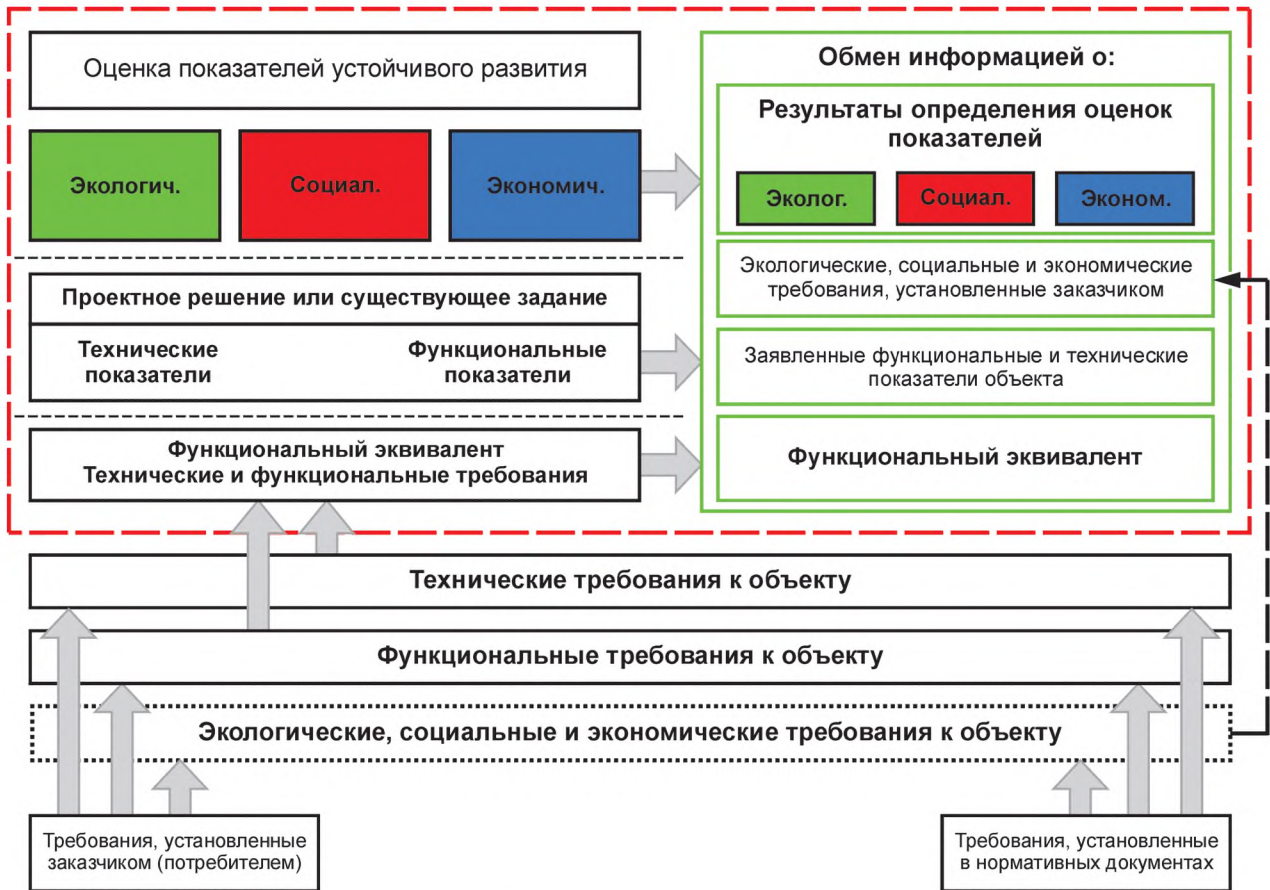 Оценка показателей устойчивого развития
Экологич.
Социал.
Экономич.
Проектное решение или существующее задание
Технические
показатели
Функциональные
показатели
Функциональный эквивалент
Технические и функциональные требования
Обмен информацией о:
Результаты определения оценок
показателей
Эколог.
Социал.
Эконом.
Экологические, социальные и экономические
требования, установленные заказчиком
Заявленные функциональные и технические
показатели объекта
Функциональный эквивалент
Технические требования к объекту
Функциональные требования к объекту
Экологические, социальные и экономические требования к объекту
Требования, установленные
заказчиком (потребителем)
Требования, установленные
в нормативных документах